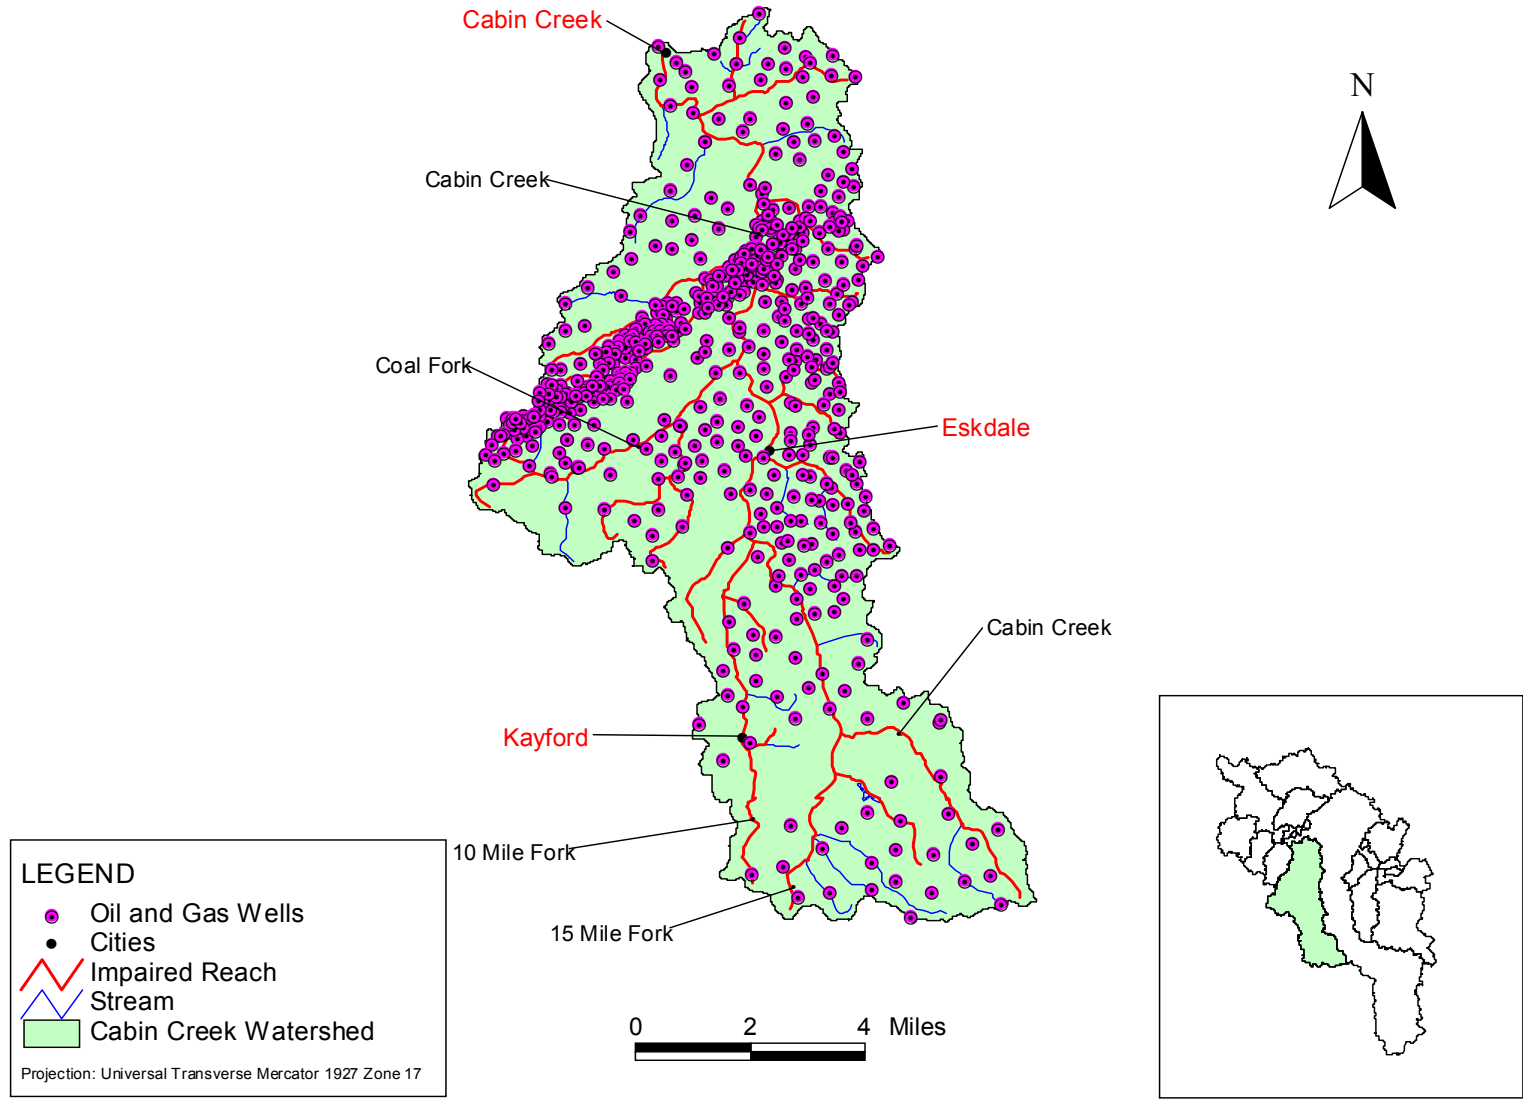 Cabin Creek
N
Cabin Creek
Coal Fork
Eskdale
Cabin Creek
Kayford
10 Mile Fork
15 Mile Fork
LEGEND
Oil and Gas Wells
Cities
Impaired Reach
Stream
Cabin Creek Watershed
Projection: Universal Transverse Mercator 1927 Zone 17
0 2 4 Miles